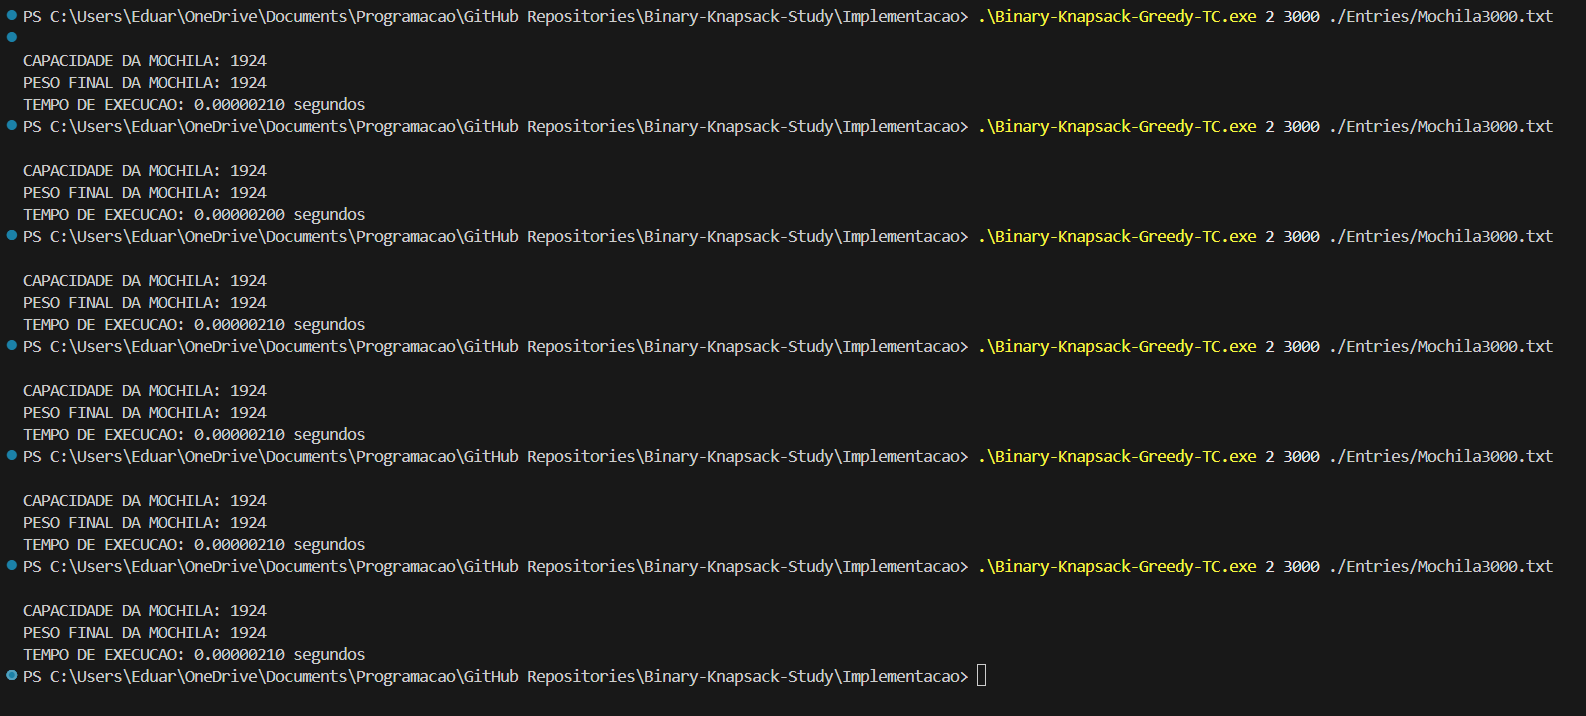 PS C:\Users\Eduar\OneDrive\Documents\Programacao\GitHub Repositories\Binary-Knapsack-Study\Implementacao> .\Binary-Knapsack-Greedy-TC.exe 2 3000 ./Entries/Mochila3000.txt
CAPACIDADE DA MOCHILA: 1924
PESO FINAL DA MOCHILA: 1924
TEMPO DE EXECUCAO: 0.00000210 segundos
PS C:\Users\Eduar\OneDrive\Documents\Programacao\GitHub Repositories\Binary-Knapsack-Study\Implementacao> .\Binary-Knapsack-Greedy-TC.exe 2 3000 ./Entries/Mochila3000.txt
CAPACIDADE DA MOCHILA: 1924
PESO FINAL DA MOCHILA: 1924
TEMPO DE EXECUCAO: 0.00000200 segundos
PS C:\Users\Eduar\OneDrive\Documents\Programacao\GitHub Repositories\Binary-Knapsack-Study\Implementacao> .\Binary-Knapsack-Greedy-TC.exe 2 3000 ./Entries/Mochila3000.txt
CAPACIDADE DA MOCHILA: 1924
PESO FINAL DA MOCHILA: 1924
TEMPO DE EXECUCAO: 0.00000210 segundos
PS C:\Users\Eduar\OneDrive\Documents\Programacao\GitHub Repositories\Binary-Knapsack-Study\Implementacao> .\Binary-Knapsack-Greedy-TC.exe 2 3000 ./Entries/Mochila3000.txt
CAPACIDADE DA MOCHILA: 1924
PESO FINAL DA MOCHILA: 1924
TEMPO DE EXECUCAO: 0.00000210 segundos
PS C:\Users\Eduar\OneDrive\Documents\Programacao\GitHub Repositories\Binary-Knapsack-Study\Implementacao> .\Binary-Knapsack-Greedy-TC.exe 2 3000 ./Entries/Mochila3000.txt
CAPACIDADE DA MOCHILA: 1924
PESO FINAL DA MOCHILA: 1924
TEMPO DE EXECUCAO: 0.00000210 segundos
PS C:\Users\Eduar\OneDrive\Documents\Programacao\GitHub Repositories\Binary-Knapsack-Study\Implementacao> .\Binary-Knapsack-Greedy-TC.exe 2 3000 ./Entries/Mochila3000.txt
CAPACIDADE DA MOCHILA: 1924
PESO FINAL DA MOCHILA: 1924
TEMPO DE EXECUCAO: 0.00000210 segundos
PS C:\Users\Eduar\OneDrive\Documents\Programacao\GitHub Repositories\Binary-Knapsack-Study\Implementacao>